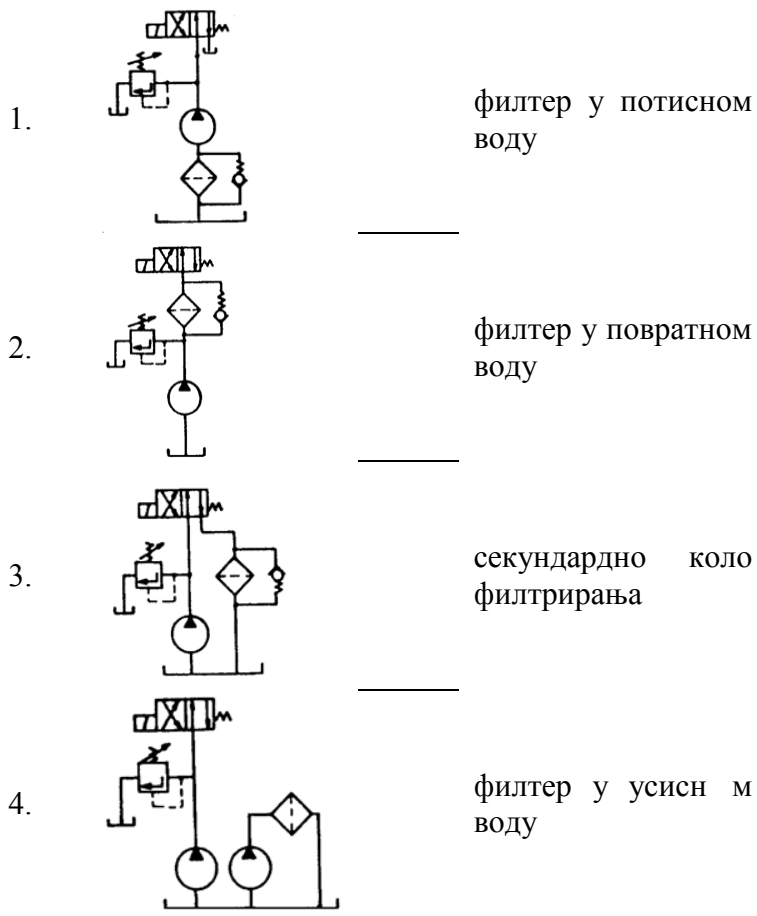 1.
филтер у потисном
воду
2.
филтер у повратном
воду
3.
секундардно коло
филтрирања
4.
филтер у усисн м
воду